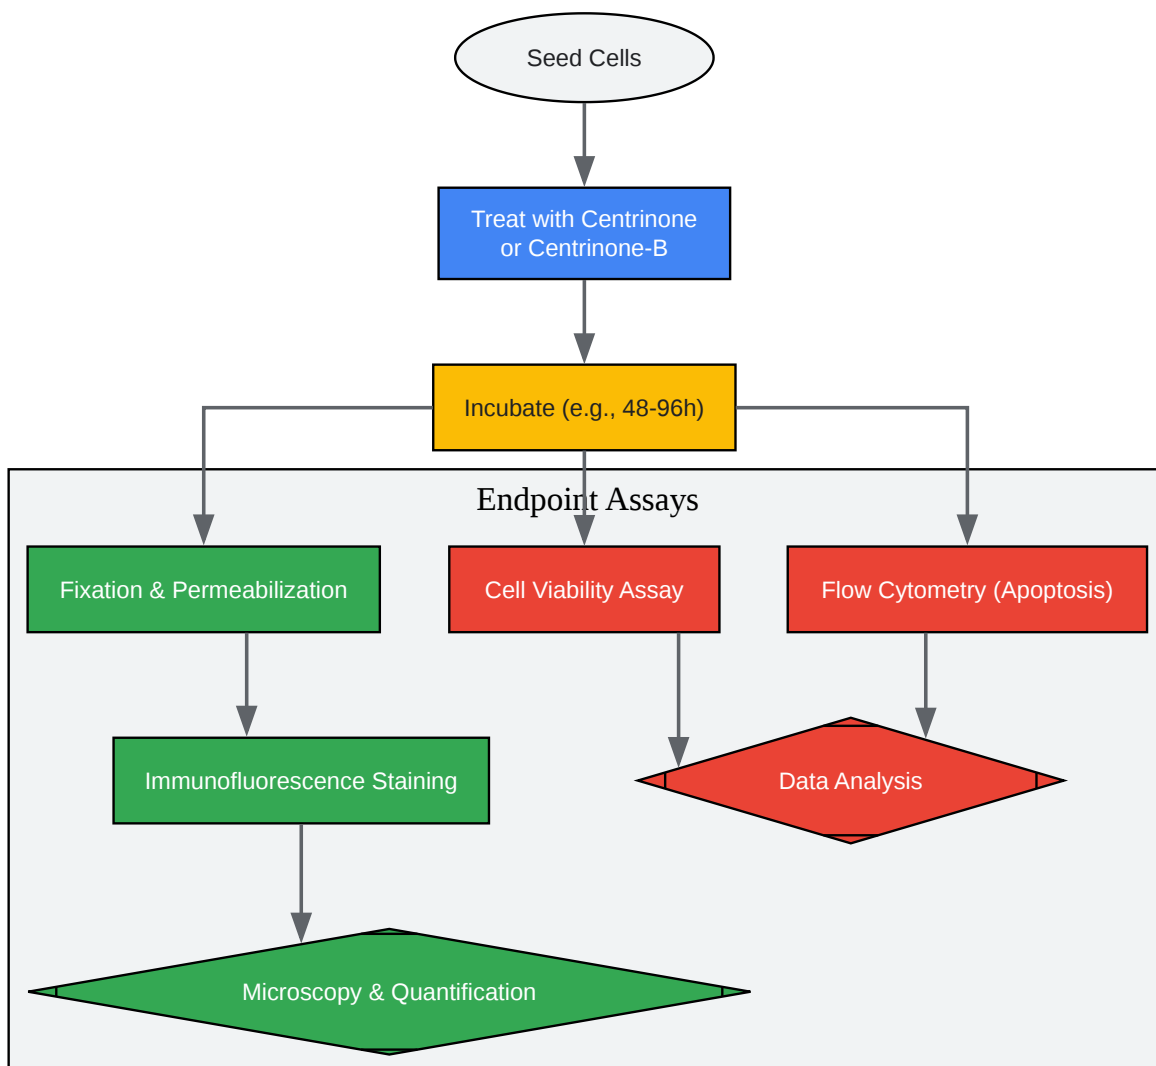 Seed Cells
Treat with Centrinone
or Centrinone-B
Incubate (e.g., 48-96h)
Endpoint Assays
Fixation & Permeabilization
Cell Viability Assay
Flow Cytometry (Apoptosis)
Immunofluorescence Staining
Data Analysis
Microscopy & Quantification